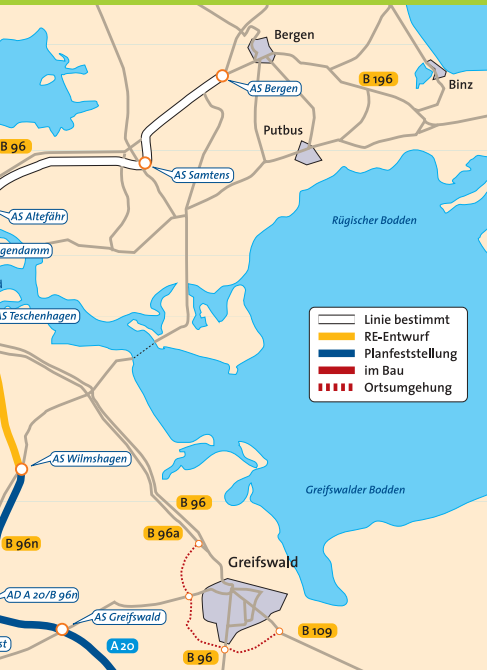 Bergen
B 196
AS Bergen
Binz
Putbus
B 96
AS Samtens
AS Altefähr
Rügischer Bodden
gendamm
AS Teschenhagen
Linie bestimmt
RE-Entwurf
Planfeststellung
im Bau
Ortsumgehung
AS Wilmshagen
Greifswalder Bodden
B 96
B 96a
B 96n
Greifswald
AD A 20/B 96n
AS Greifswald
B 109
st
A 20
B 96